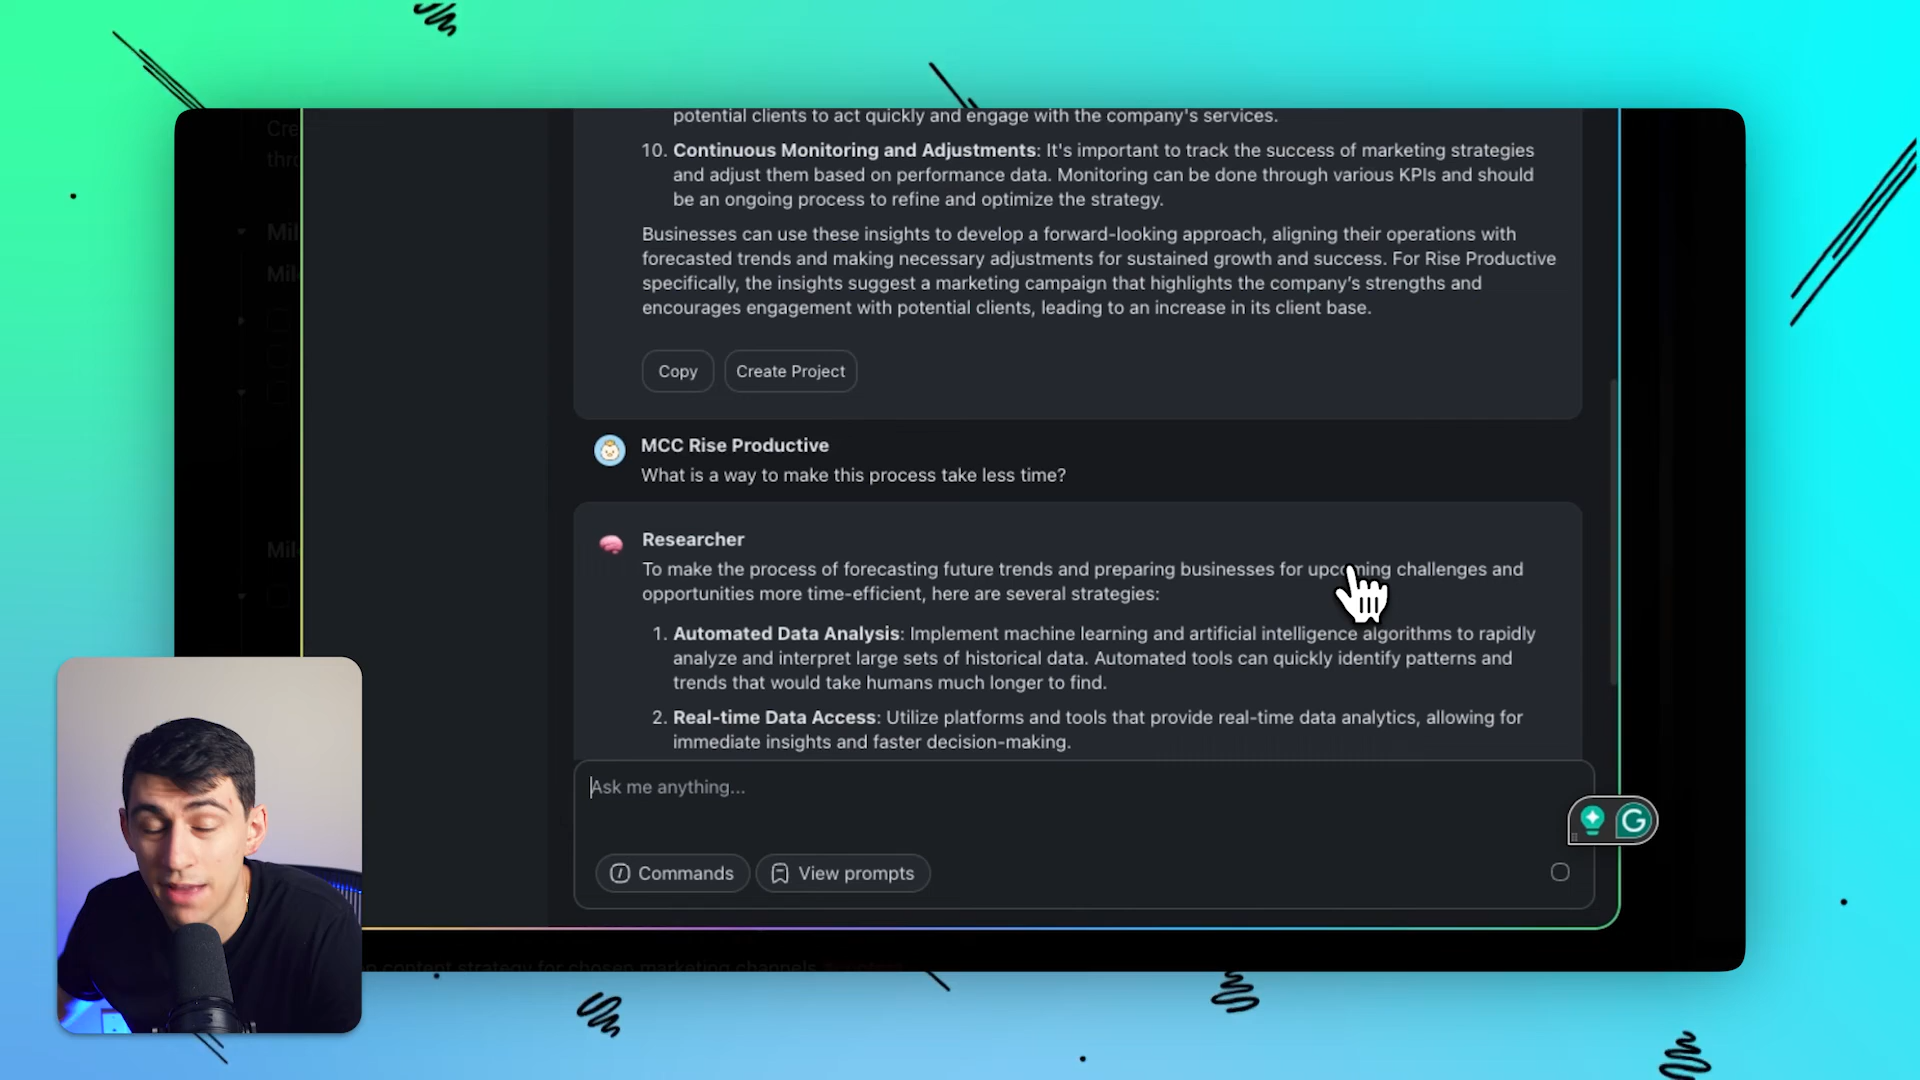 potential clients to act quickly and engage with the company's services.
10. Continuous Monitoring and Adjustments: It's important to track the success of marketing strategies
and adjust them based on performance data. Monitoring can be done through various KPIs and should
be an ongoing process to refine and optimize the strategy.
Businesses can use these insights to develop a forward-looking approach, aligning their operations with
forecasted trends and making necessary adjustments for sustained growth and success. For Rise Productive
specifically, the insights suggest a marketing campaign that highlights the company's strengths and
encourages engagement with potential clients, leading to an increase in its client base.
Copy
Create Project
MCC Rise Productive
What is a way to make this process take less time?
Researcher
To make the process of forecasting future trends and preparing businesses for upcoming challenges and
opportunities more time-efficient, here are several strategies:
1. Automated Data Analysis: Implement machine learning and artificial intelligence algorithms to rapidly
analyze and interpret large sets of historical data. Automated tools can quickly identify patterns and
trends that would take humans much longer to find.
2. Real-time Data Access: Utilize platforms and tools that provide real-time data analytics, allowing for
immediate insights and faster decision-making.
Ask me anything...
Commands
View prompts
content strategy for chosen marketing channels